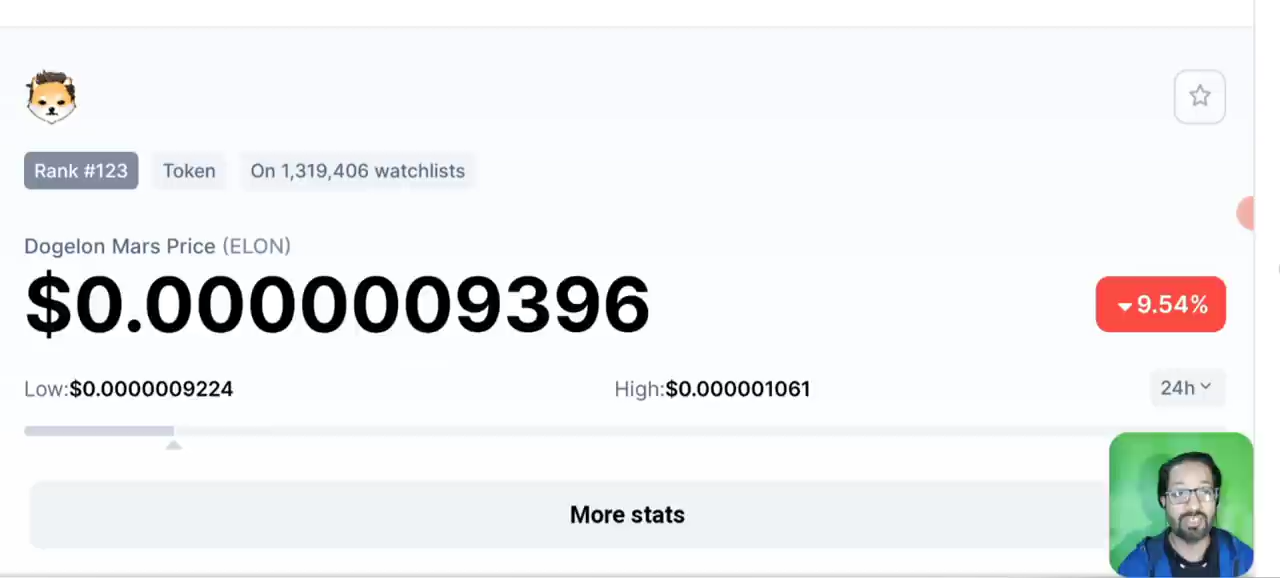 Rank #123 Token On 1,319,406 watchlists
Dogelon Mars Price (ELON)
$0.0000009396 9.54%
Low:$0.0000009224 High:$0.000001061 24h
More stats